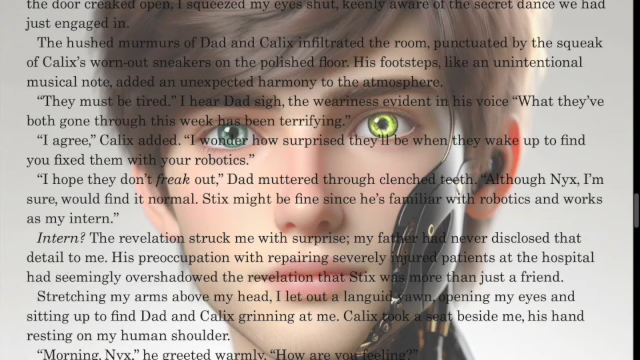 the door creaked open, I squeezed my eyes shut, keenly aware of the secret dance we had
just engaged in.
The hushed murmurs of Dad and Calix infiltrated the room, punctuated by the squeak
of Calix's worn-out sneakers on the polished floor. His footsteps, like an unintentional
musical note, added an unexpected harmony to the atmosphere.
“They must be tired.” I hear Dad sigh, the weariness evident in his voice “What they've
both gone through this week has been terrifying.”
“I agree,” Calix added. “I wonder how surprised they'll be when they wake up to find
you fixed them with your robotics.”
“I hope they don't freak out,” Dad muttered through clenched teeth. “Although Nyx, I'm
sure, would find it normal. Stix might be fine since he's familiar with robotics and works
as my intern.”
Intern? The revelation struck me with surprise; my father had never disclosed that
detail to me. His preoccupation with repairing severely injured patients at the hospital
had seemingly overshadowed the revelation that Stix was more than just a friend.
Stretching my arms above my head, I let out a languid yawn, opening my eyes and
sitting up to find Dad and Calix grinning at me. Calix took a seat beside me, his hand
resting on my human shoulder.
“Morning, Nyx,” he greeted warmly. “How are you feeling?”